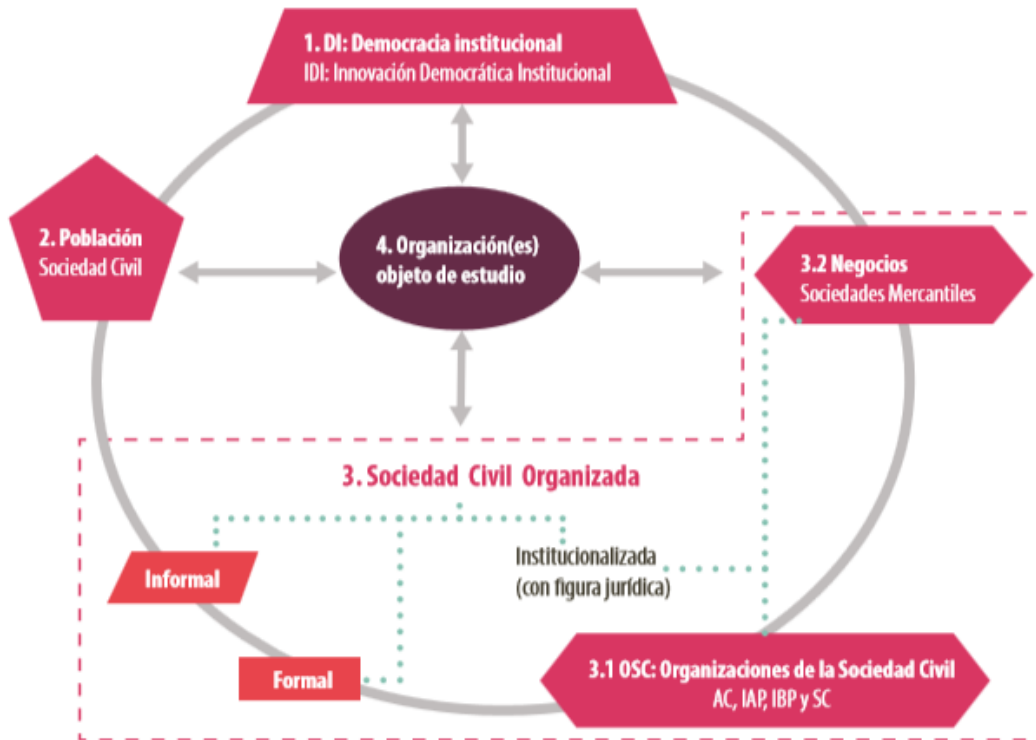 1. DI: Democracia institucional
IDI: Innovación Democrática Institucional
2. Población
Sociedad Civil
4. Organización(es)
objeto de estudio
3.2 Negocios
Sociedades Mercantiles
3. Sociedad Civil Organizada
Institucionalizada
(con figura jurídica)
Informal
Formal
3.1 OSC: Organizaciones de la Sociedad Civil
AC, IAP, IBP y SC